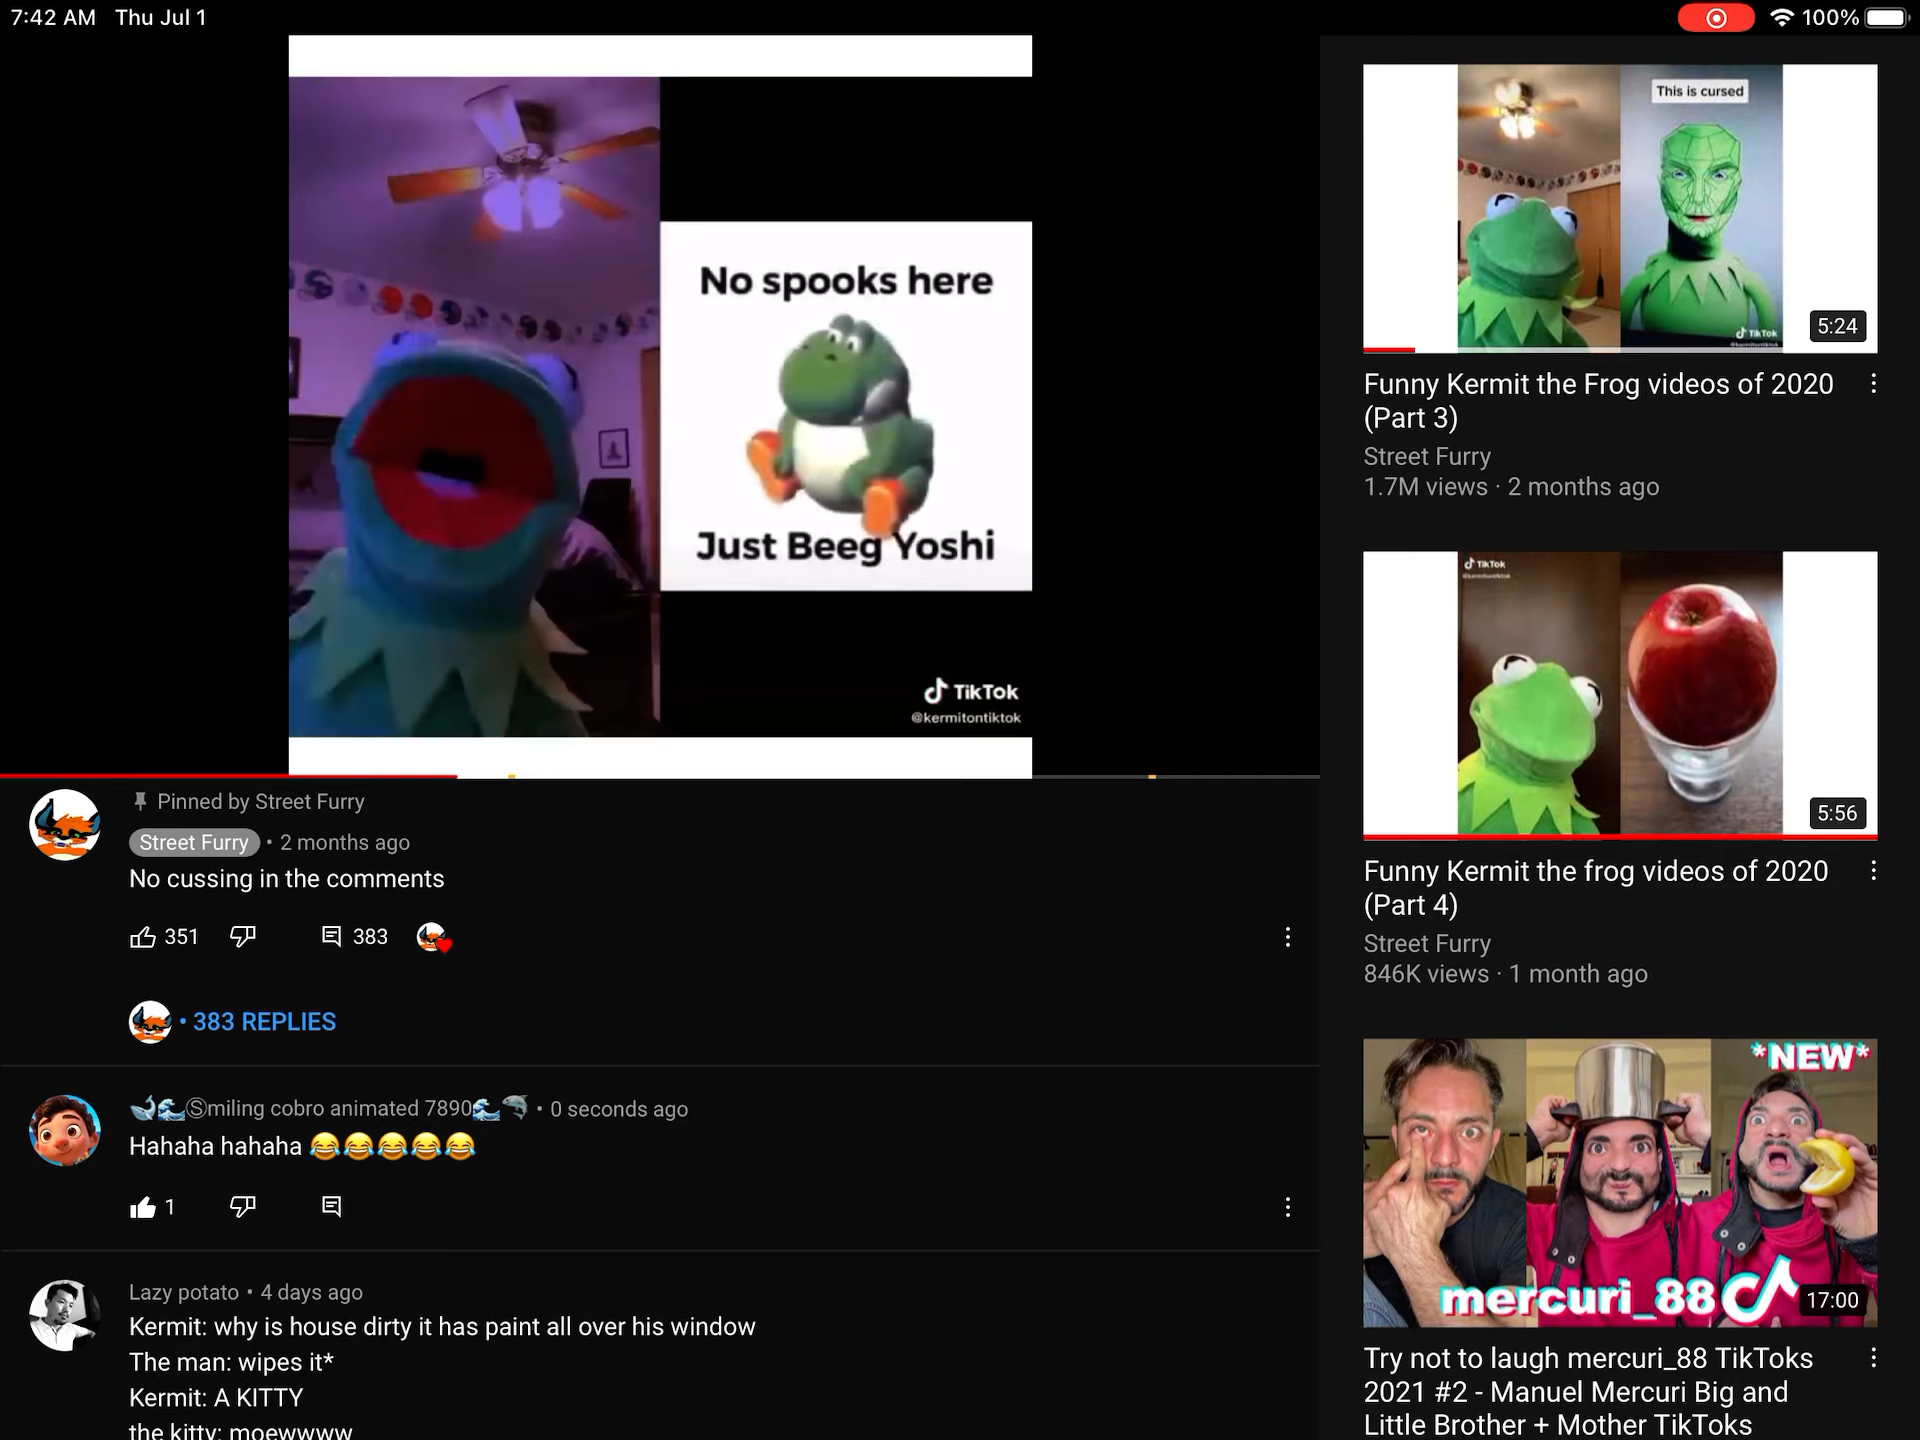 7:42 AM Thu Jul 1
100%
No spooks here
Just Beeg Yoshi
TikTok
@kermitontiktok
Pinned by Street Furry
Street Furry • 2 months ago
No cussing in the comments
351
383
• 383 REPLIES
🐋🌊Ⓢmiling cobro animated 7890🌊🐬 • 0 seconds ago
Hahaha hahaha 😂😂😂😂😂
1
Lazy potato • 4 days ago
Kermit: why is house dirty it has paint all over his window
The man: wipes it*
Kermit: A KITTY
the kitty: moewwww
This is cursed
TikTok
5:24
Funny Kermit the Frog videos of 2020
(Part 3)
Street Furry
1.7M views · 2 months ago
TikTok
5:56
Funny Kermit the frog videos of 2020
(Part 4)
Street Furry
846K views · 1 month ago
*NEW*
mercuri_88
17:00
Try not to laugh mercuri_88 TikToks
2021 #2 - Manuel Mercuri Big and
Little Brother + Mother TikToks